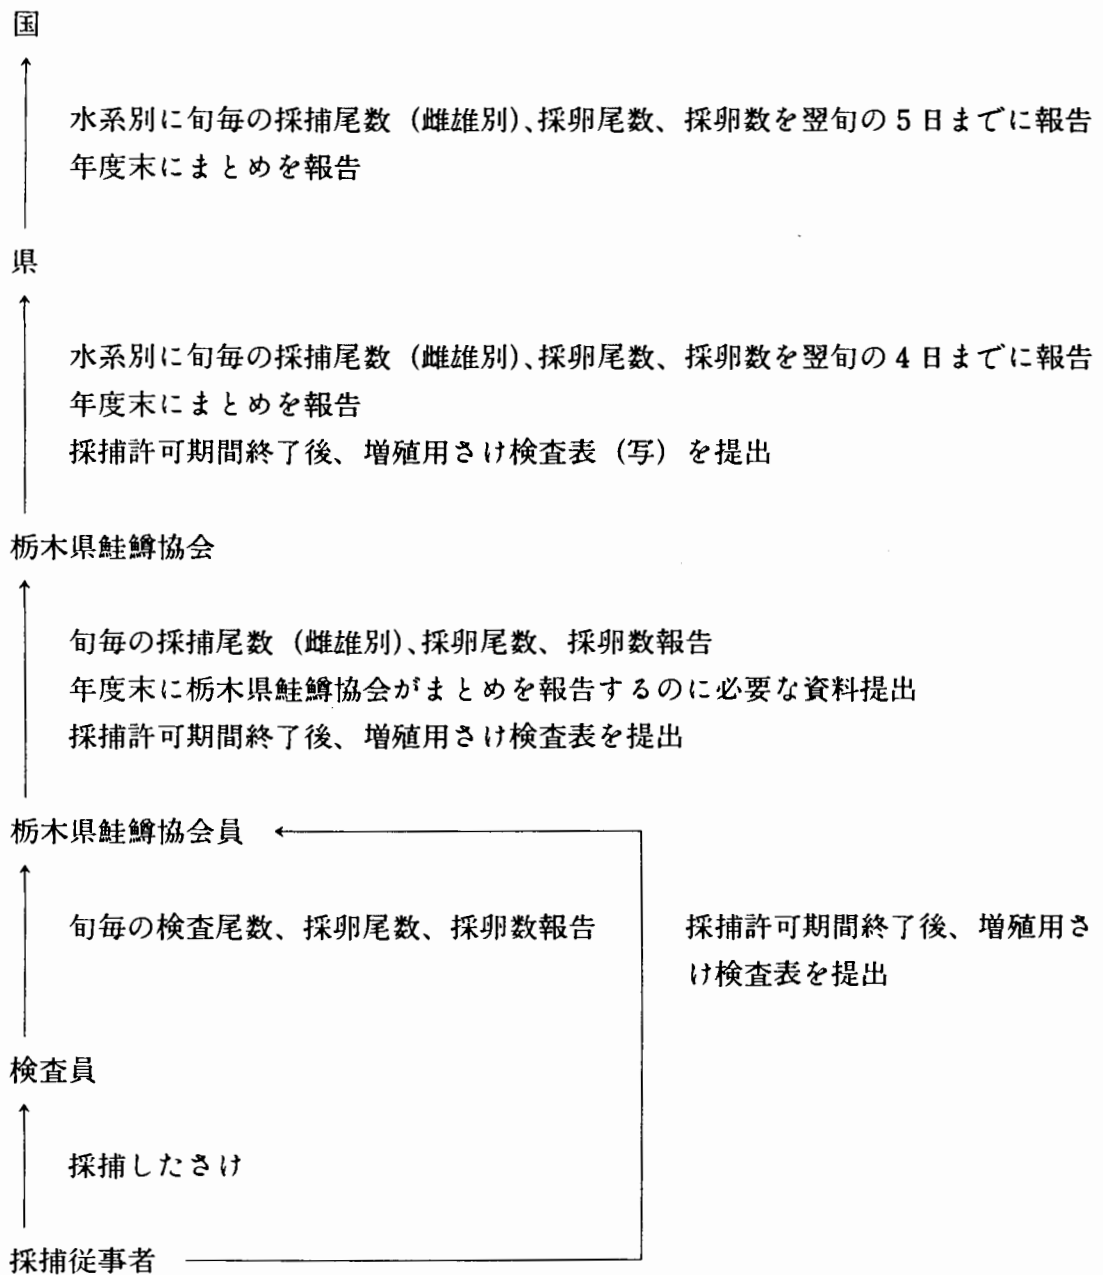 国
水系別に旬毎の採捕尾数（雌雄別）、採卵尾数、採卵数を翌旬の5日までに報告
年度末にまとめを報告
県
水系別に旬毎の採捕尾数（雌雄別）、採卵尾数、採卵数を翌旬の4日までに報告
年度末にまとめを報告
採捕許可期間終了後、増殖用さけ検査表（写）を提出
栃木県鮭鱒協会
旬毎の採捕尾数（雌雄別）、採卵尾数、採卵数報告
年度末に栃木県鮭鱒協会がまとめを報告するのに必要な資料提出
採捕許可期間終了後、増殖用さけ検査表を提出
栃木県鮭鱒協会員
旬毎の検査尾数、採卵尾数、採卵数報告
採捕許可期間終了後、増殖用さ
け検査表を提出
検査員
採捕したさけ
採捕従事者